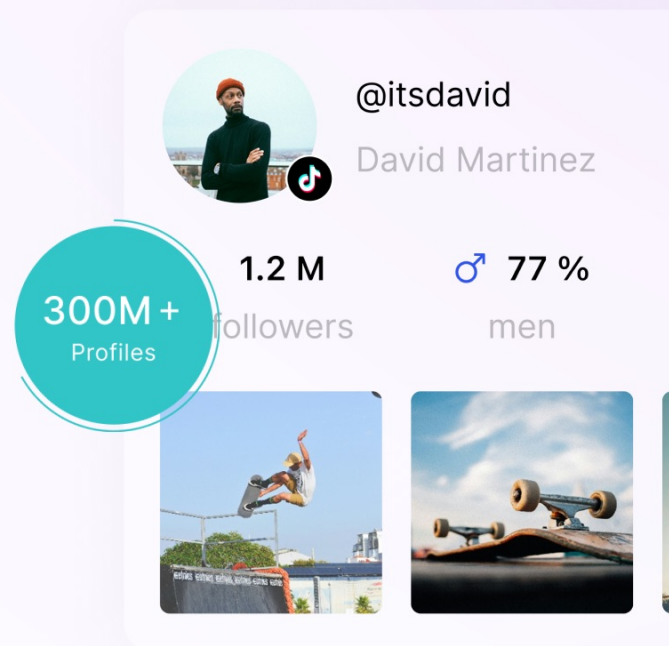 @itsdavid
David Martinez
1.2 M
followers
77 %
men
300M+
Profiles